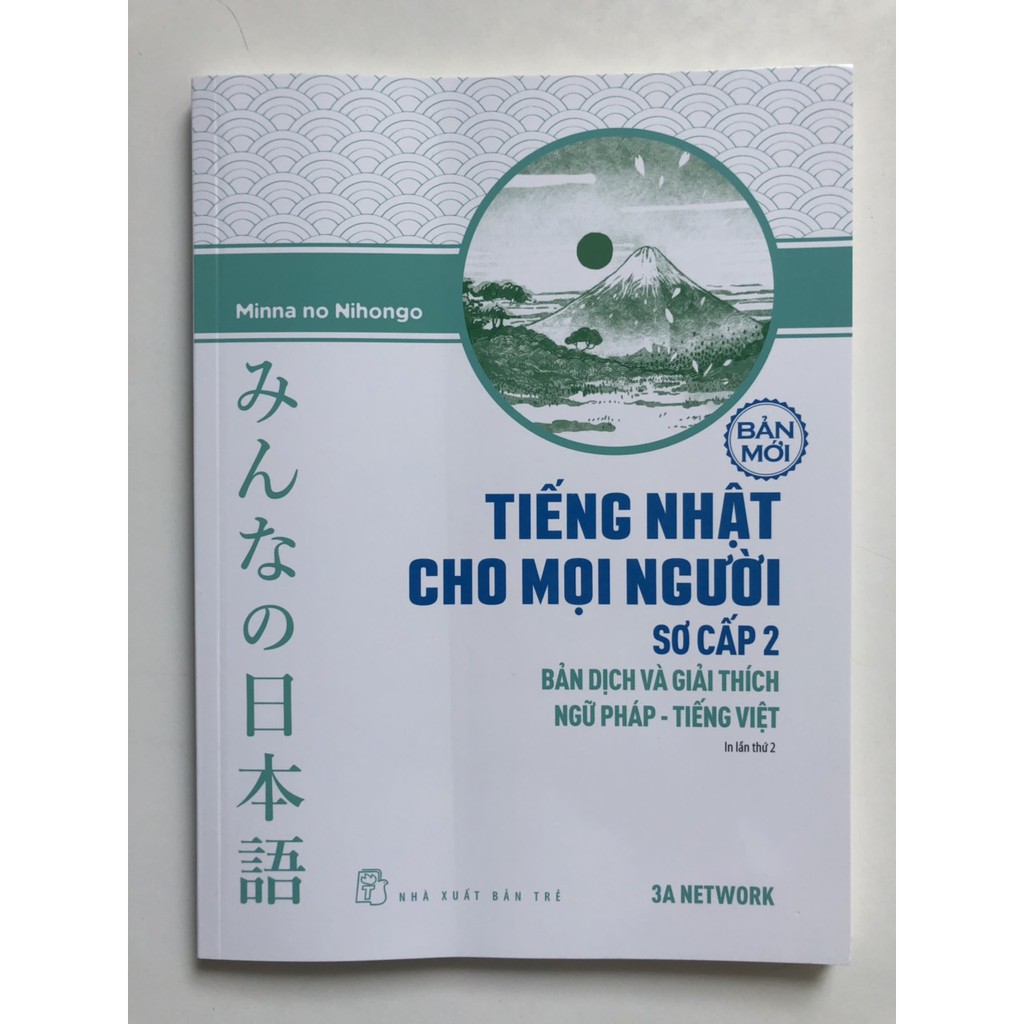 Minna no Nihongo
みんなの日本語
BẢN
MỚI
TIẾNG NHẬT
CHO MỌI NGƯỜI
SƠ CẤP 2
BẢN DỊCH VÀ GIẢI THÍCH
NGỮ PHÁP - TIẾNG VIỆT
In lần thứ 2
NHÀ XUẤT BẢN TRẺ
3A NETWORK